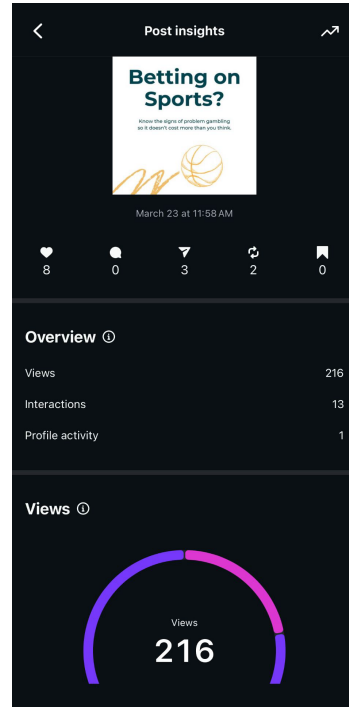 Post insights
Betting on
Sports?
Know the signs of problem gambling
so it doesn't cost more than you think.
March 23 at 11:58 AM
8 0 3 2 0
Overview
Views 216
Interactions 13
Profile activity 1
Views
Views
216